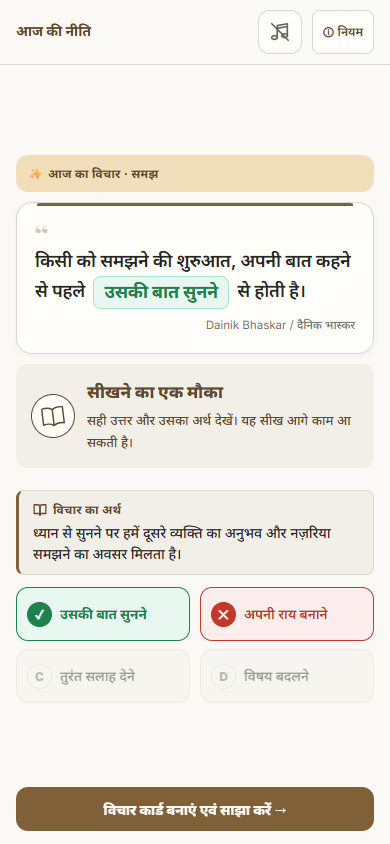 आज की नीति
नियम
आज का विचार · समझ
“
किसी को समझने की शुरुआत, अपनी बात कहने
से पहले उसकी बात सुनने से होती है।
Dainik Bhaskar / दैनिक भास्कर
सीखने का एक मौका
सही उत्तर और उसका अर्थ देखें। यह सीख आगे काम आ
सकती है।
विचार का अर्थ
ध्यान से सुनने पर हमें दूसरे व्यक्ति का अनुभव और नज़रिया
समझने का अवसर मिलता है।
उसकी बात सुनने
अपनी राय बनाने
C तुरंत सलाह देने
D विषय बदलने
विचार कार्ड बनाएं एवं साझा करें →